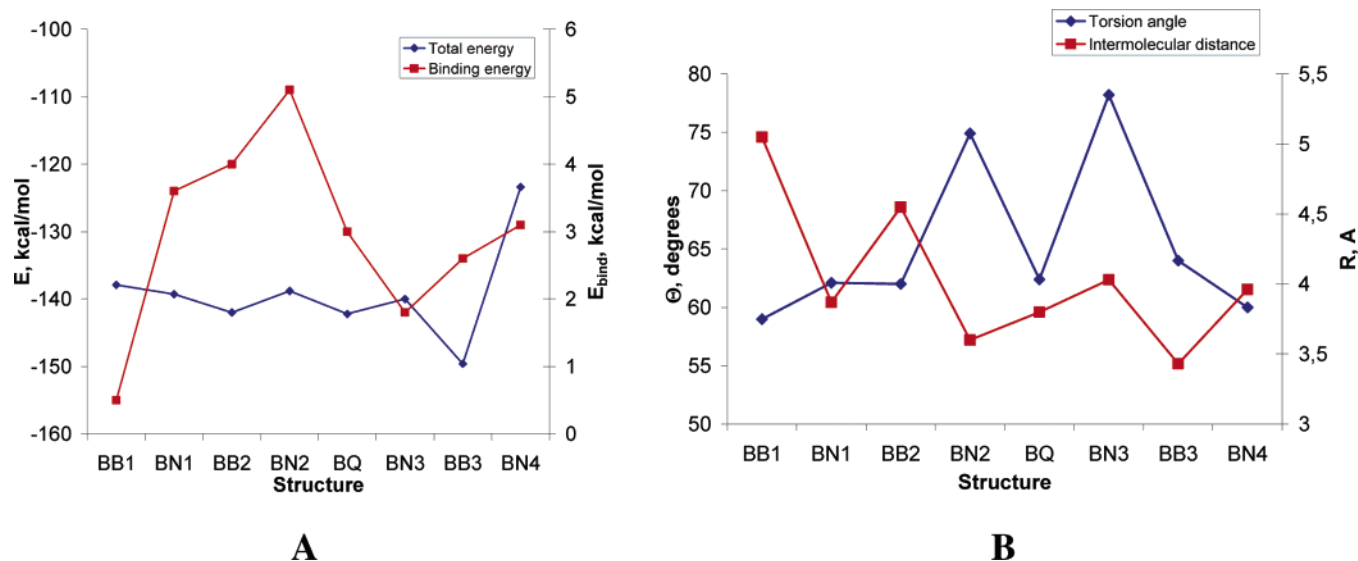 Total energy
Binding energy
E, kcal/mol
-100
-110
-120
-130
-140
-150
-160
6
5
4
3
2
1
0
Ebind, kcal/mol
BB1 BN1 BB2 BN2 BQ BN3 BB3 BN4
Structure
A
Torsion angle
Intermolecular distance
Θ, degrees
80
75
70
65
60
55
50
5,5
5
4,5
4
3,5
3
R, A
BB1 BN1 BB2 BN2 BQ BN3 BB3 BN4
Structure
B